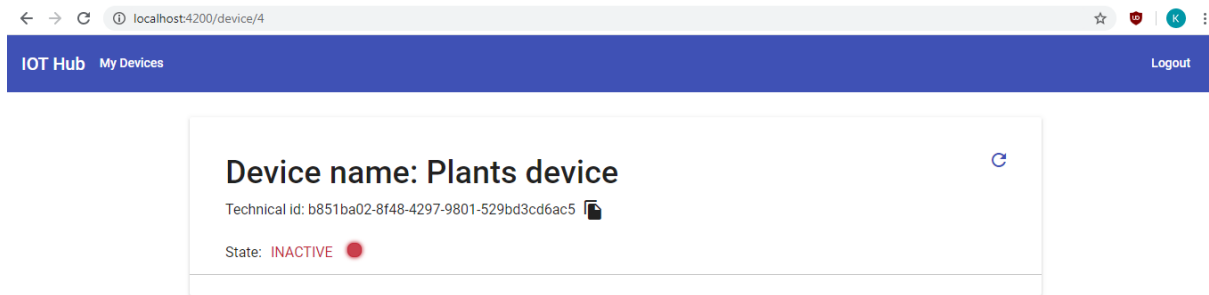 localhost:4200/device/4
K
IOT Hub My Devices Logout
Device name: Plants device
Technical id: b851ba02-8f48-4297-9801-529bd3cd6ac5
State: INACTIVE